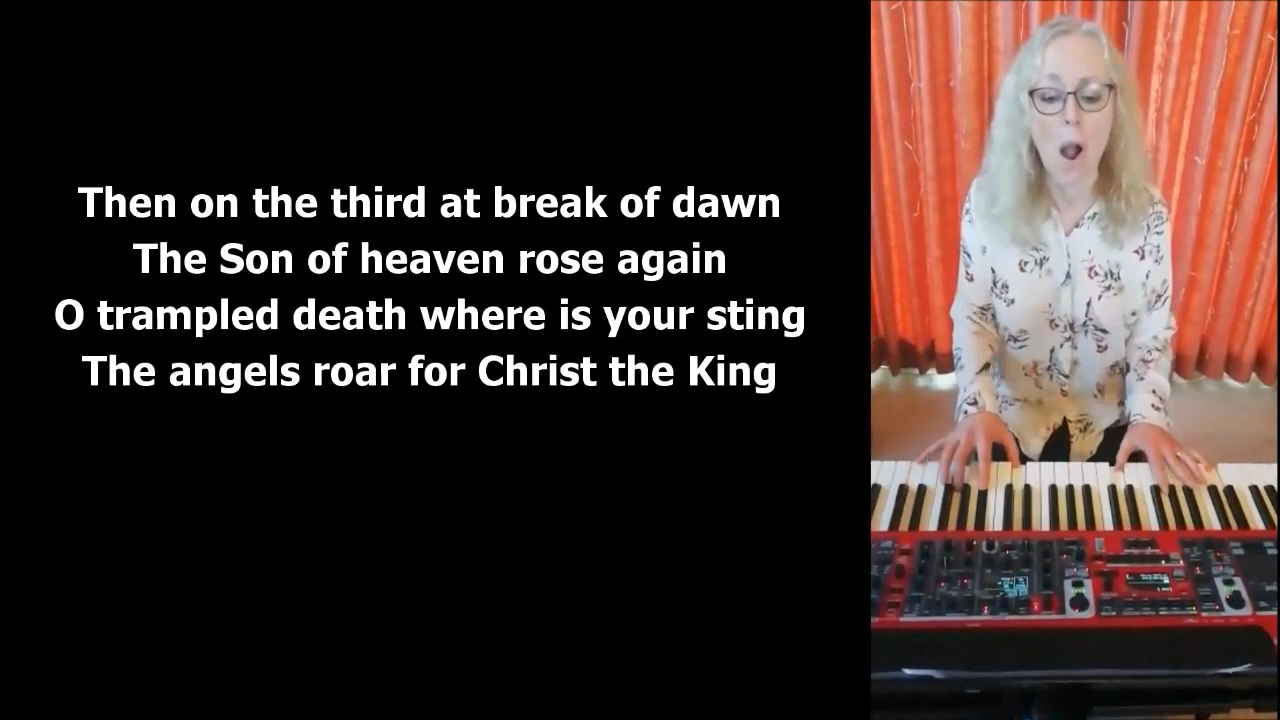 Then on the third at break of dawn
The Son of heaven rose again
O trampled death where is your sting
The angels roar for Christ the King